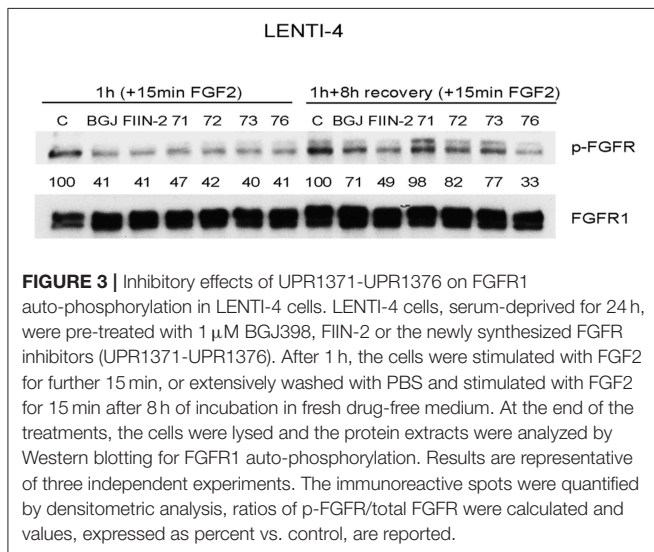 LENTI-4
1h (+15min FGF2) 1h+8h recovery (+15min FGF2)
C BGJ FIIN-2 71 72 73 76 C BGJ FIIN-2 71 72 73 76
p-FGFR
100 41 41 47 42 40 41 100 71 49 98 82 77 33
FGFR1
FIGURE 3 | Inhibitory effects of UPR1371-UPR1376 on FGFR1
auto-phosphorylation in LENTI-4 cells. LENTI-4 cells, serum-deprived for 24 h,
were pre-treated with 1 μM BGJ398, FIIN-2 or the newly synthesized FGFR
inhibitors (UPR1371-UPR1376). After 1 h, the cells were stimulated with FGF2
for further 15 min, or extensively washed with PBS and stimulated with FGF2
for 15 min after 8 h of incubation in fresh drug-free medium. At the end of the
treatments, the cells were lysed and the protein extracts were analyzed by
Western blotting for FGFR1 auto-phosphorylation. Results are representative
of three independent experiments. The immunoreactive spots were quantified
by densitometric analysis, ratios of p-FGFR/total FGFR were calculated and
values, expressed as percent vs. control, are reported.